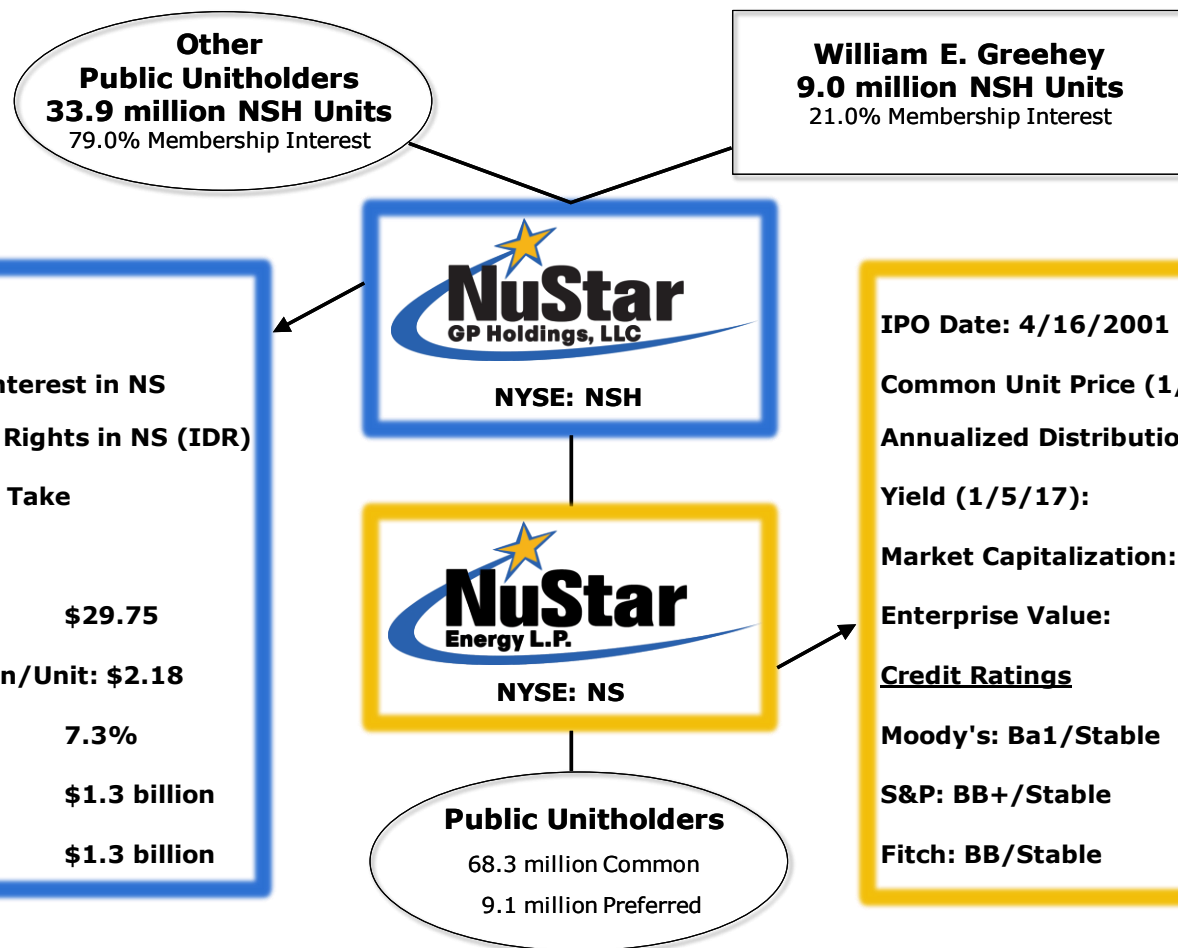 Other
Public Unitholders
33.9 million NSH Units
79.0% Membership Interest
William E. Greehey
9.0 million NSH Units
21.0% Membership Interest
NuStar
GP Holdings, LLC
NYSE: NSH
nterest in NS
Rights in NS (IDR)
Take
$29.75
n/Unit: $2.18
7.3%
$1.3 billion
$1.3 billion
NuStar
Energy L.P.
NYSE: NS
IPO Date: 4/16/2001
Common Unit Price (1/
Annualized Distributio
Yield (1/5/17):
Market Capitalization:
Enterprise Value:
Credit Ratings
Moody's: Ba1/Stable
S&P: BB+/Stable
Fitch: BB/Stable
Public Unitholders
68.3 million Common
9.1 million Preferred